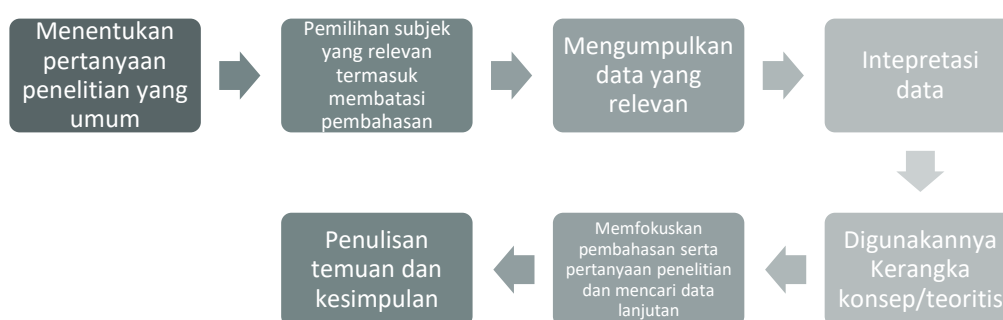 Menentukan
pertanyaan
penelitian yang
umum
Pemilihan subjek
yang relevan
termasuk
membatasi
pembahasan
Mengumpulkan
data yang
relevan
Intepretasi
data
Digunakannya
Kerangka
konsep/teoritis
Memfokuskan
pembahasan serta
pertanyaan penelitian
dan mencari data
lanjutan
Penulisan
temuan dan
kesimpulan